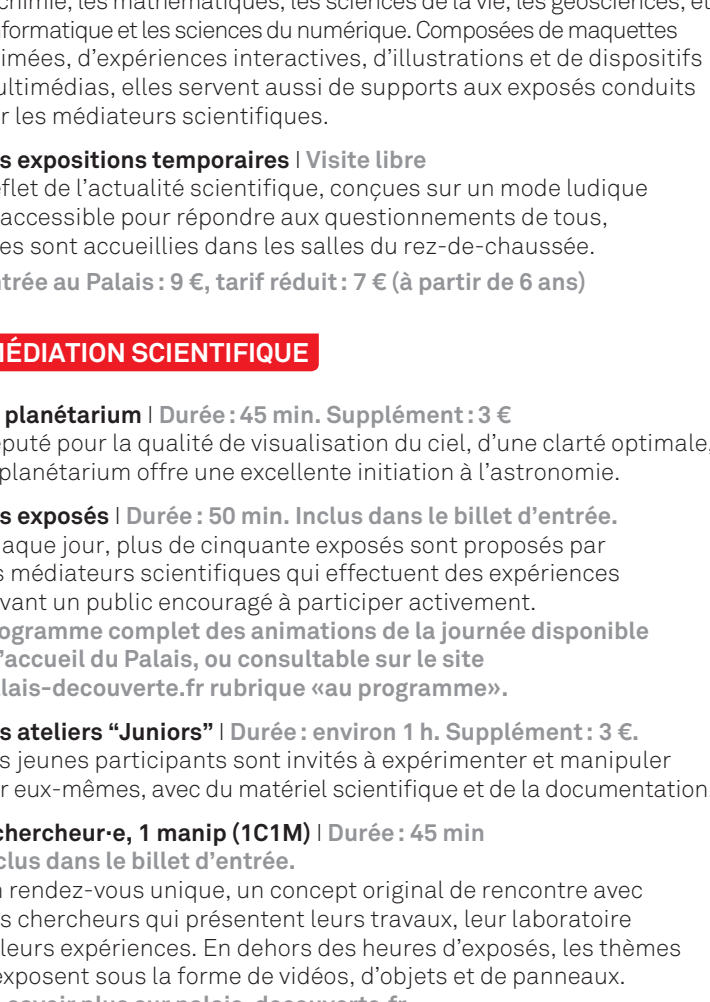 chimie, les mathématiques, les sciences de la vie, les géosciences, et
nformatique et les sciences du numérique. Composées de maquettes
imées, d'expériences interactives, d'illustrations et de dispositifs
ultimédias, elles servent aussi de supports aux exposés conduits
r les médiateurs scientifiques.
s expositions temporaires | Visite libre
eflet de l'actualité scientifique, conçues sur un mode ludique
accessible pour répondre aux questionnements de tous,
es sont accueillies dans les salles du rez-de-chaussée.
ntrée au Palais : 9 €, tarif réduit : 7 € (à partir de 6 ans)
MÉDIATION SCIENTIFIQUE
planétarium | Durée : 45 min. Supplément : 3 €
éputé pour la qualité de visualisation du ciel, d'une clarté optimale,
planétarium offre une excellente initiation à l'astronomie.
s exposés | Durée : 50 min. Inclus dans le billet d'entrée.
aque jour, plus de cinquante exposés sont proposés par
s médiateurs scientifiques qui effectuent des expériences
vant un public encouragé à participer activement.
ogramme complet des animations de la journée disponible
l'accueil du Palais, ou consultable sur le site
lais-decouverte.fr rubrique «au programme».
s ateliers “Juniors” | Durée : environ 1 h. Supplément : 3 €.
s jeunes participants sont invités à expérimenter et manipuler
r eux-mêmes, avec du matériel scientifique et de la documentation
chercheur·e, 1 manip (1C1M) | Durée : 45 min
clus dans le billet d'entrée.
n rendez-vous unique, un concept original de rencontre avec
s chercheurs qui présentent leurs travaux, leur laboratoire
leurs expériences. En dehors des heures d'exposés, les thèmes
exposent sous la forme de vidéos, d'objets et de panneaux.
savoir plus sur palais-decouverte.fr